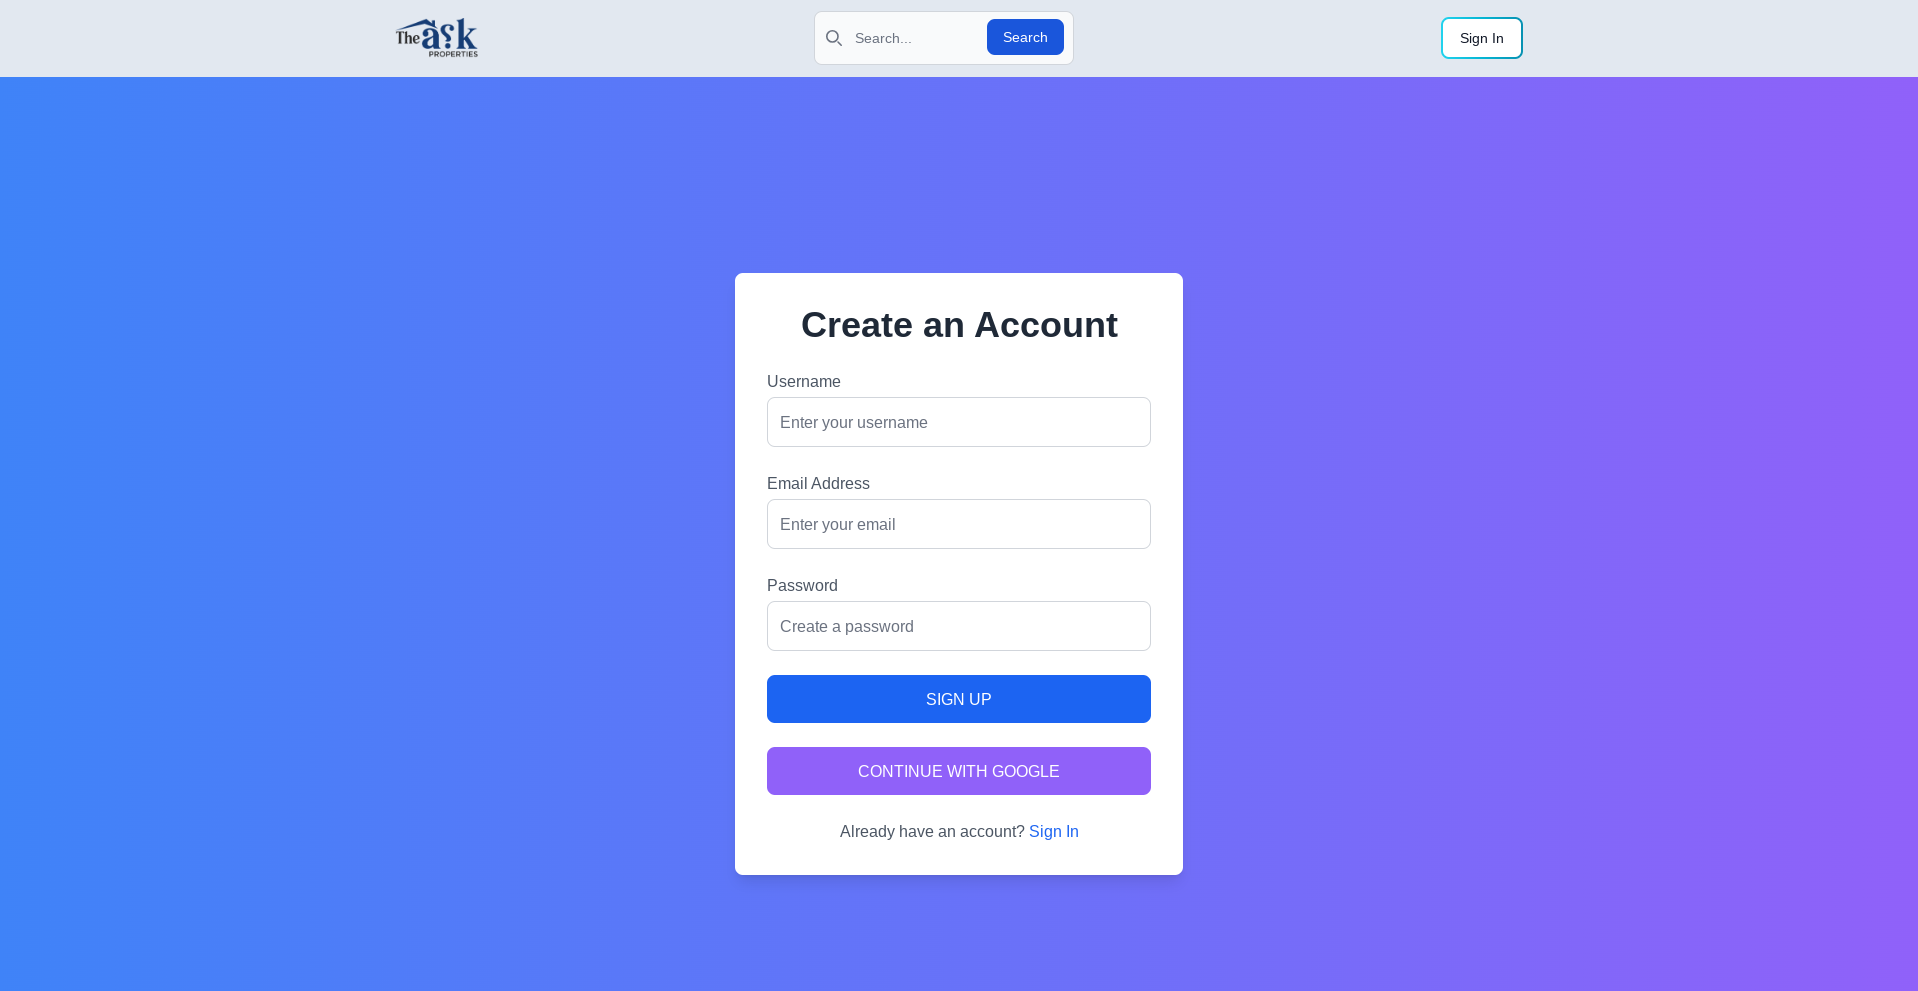 The ask
PROPERTIES
Search...
Search
Sign In
Create an Account
Username
Enter your username
Email Address
Enter your email
Password
Create a password
SIGN UP
CONTINUE WITH GOOGLE
Already have an account? Sign In